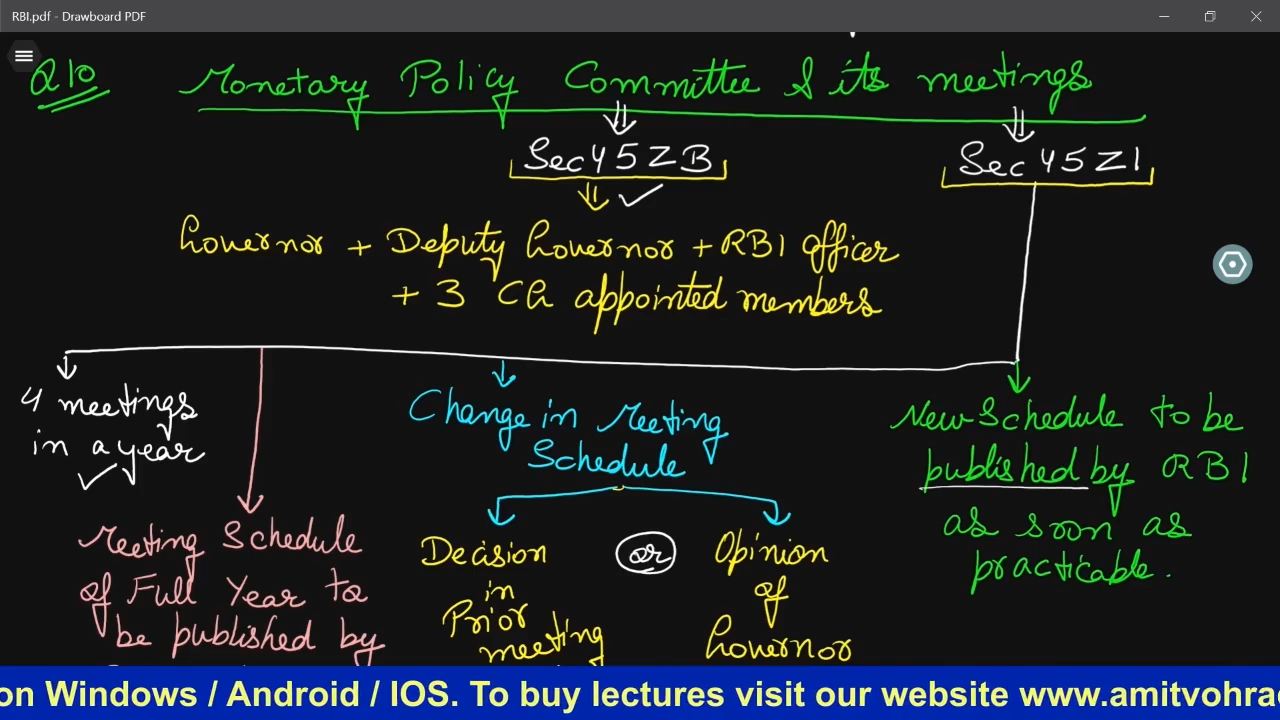 RBI.pdf - Drawboard PDF
Q10 Monetary Policy Committee & its meetings
Sec 45ZB
Sec 45ZI
Governor + Deputy Governor + RBI officer
+ 3 CG appointed members
4 meetings
in a year
Meeting Schedule
of Full Year to
be published by
Change in Meeting
Schedule
Decision
in
Prior
meeting
or
Opinion
of
Governor
New Schedule to be
published by RBI
as soon as
practicable.
on Windows / Android / IOS. To buy lectures visit our website www.amitvohra